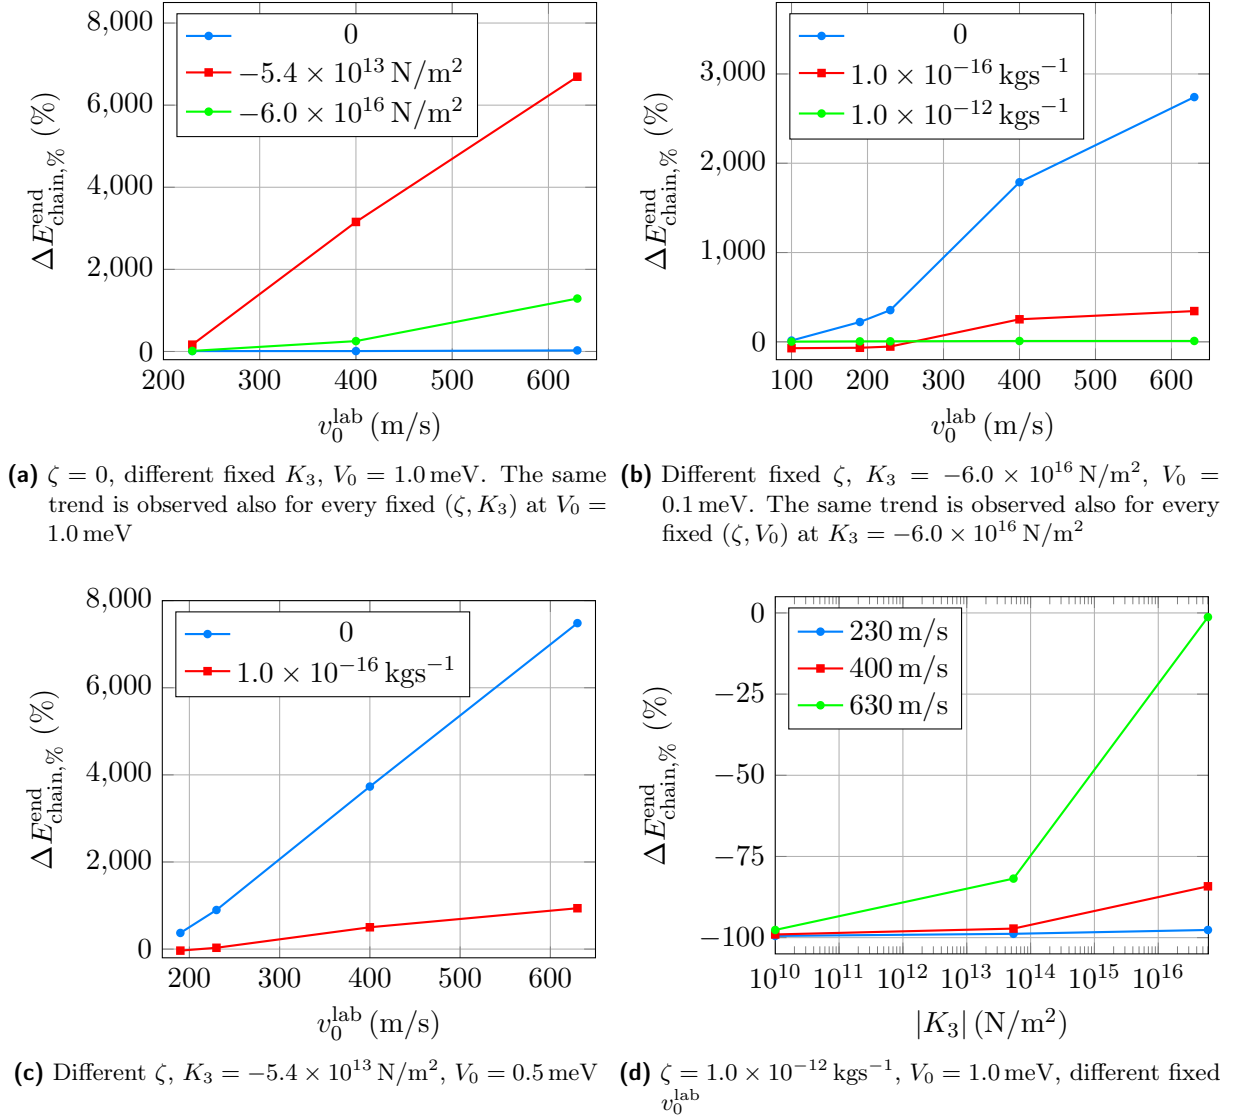 8,000
6,000
4,000
2,000
0
ΔE^end_chain,% (%)
0
−5.4 × 10^13 N/m^2
−6.0 × 10^16 N/m^2
200 300 400 500 600
v_0^lab (m/s)
3,000
2,000
1,000
0
ΔE^end_chain,% (%)
0
1.0 × 10^−16 kgs^−1
1.0 × 10^−12 kgs^−1
100 200 300 400 500 600
v_0^lab (m/s)
(a) ζ = 0, different fixed K_3, V_0 = 1.0 meV. The same
trend is observed also for every fixed (ζ, K_3) at V_0 =
1.0 meV
(b) Different fixed ζ, K_3 = −6.0 × 10^16 N/m^2, V_0 =
0.1 meV. The same trend is observed also for every
fixed (ζ, V_0) at K_3 = −6.0 × 10^16 N/m^2
8,000
6,000
4,000
2,000
0
ΔE^end_chain,% (%)
0
1.0 × 10^−16 kgs^−1
200 300 400 500 600
v_0^lab (m/s)
0
−25
−50
−75
−100
ΔE^end_chain,% (%)
230 m/s
400 m/s
630 m/s
10^10 10^11 10^12 10^13 10^14 10^15 10^16
|K_3| (N/m^2)
(c) Different ζ, K_3 = −5.4 × 10^13 N/m^2, V_0 = 0.5 meV
(d) ζ = 1.0 × 10^−12 kgs^−1, V_0 = 1.0 meV, different fixed
v_0^lab